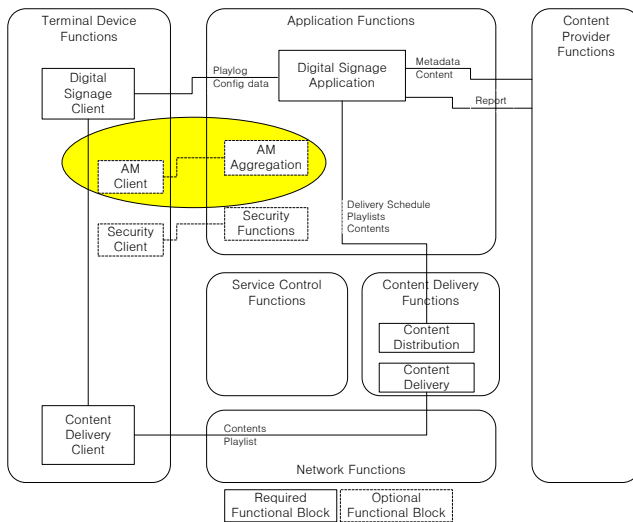 Terminal Device
Functions
Application Functions
Content
Provider
Functions
Digital
Signage
Client
Playlog
Config data
Digital Signage
Application
Metadata
Content
Report
AM
Client
AM
Aggregation
Security
Client
Security
Functions
Delivery Schedule
Playlists
Contents
Service Control
Functions
Content Delivery
Functions
Content
Distribution
Content
Delivery
Content
Delivery
Client
Contents
Playlist
Network Functions
Required
Functional Block
Optional
Functional Block